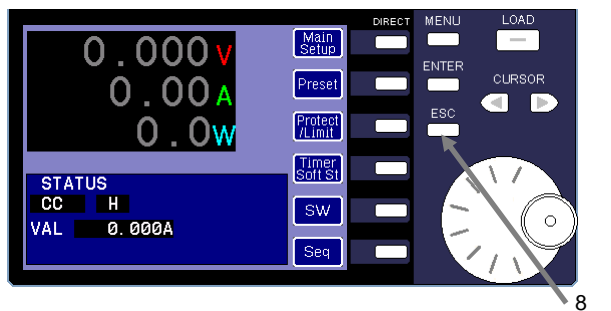 0.000V
0.00A
0.0W
STATUS
CC H
VAL 0.000A
Main
Setup
Preset
Protect
/Limit
Timer
Soft St
SW
Seq
DIRECT
MENU
LOAD
ENTER
CURSOR
ESC
8